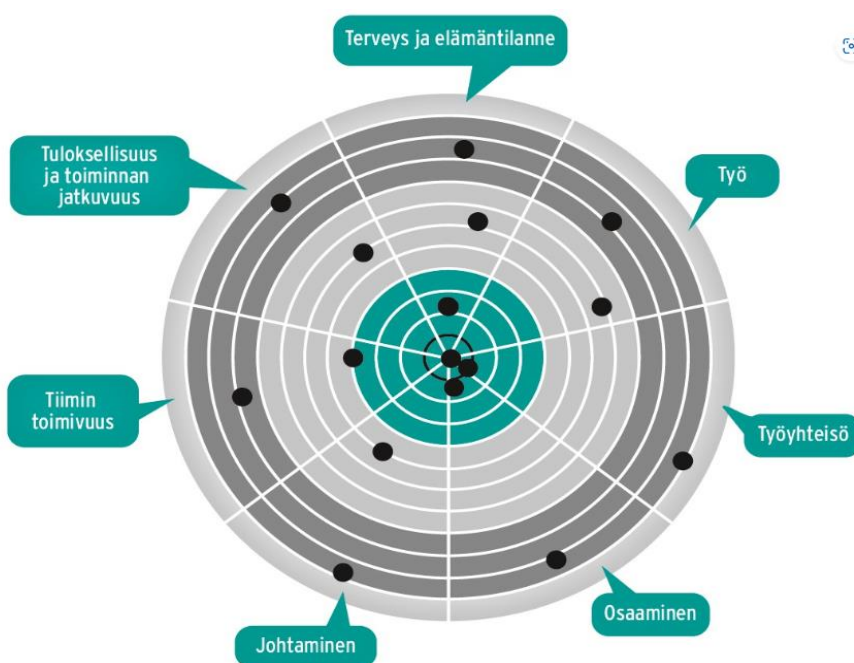 Terveys ja elämäntilanne
Tuloksellisuus
ja toiminnan
jatkuvuus
Työ
Tiimin
toimivuus
Työyhteisö
Osaaminen
Johtaminen